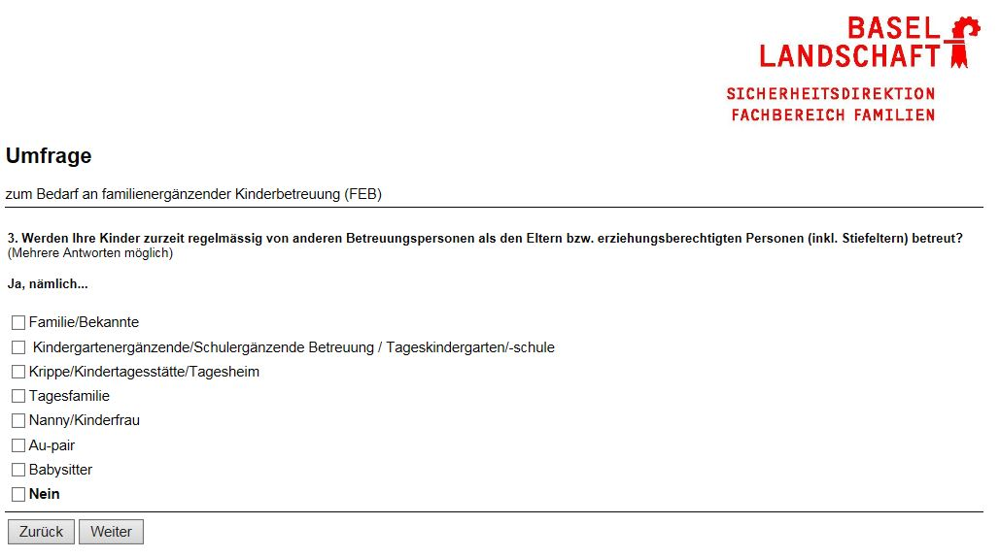 BASEL
LANDSCHAFT
SICHERHEITSDIREKTION
FACHBEREICH FAMILIEN
Umfrage
zum Bedarf an familienergänzender Kinderbetreuung (FEB)
3. Werden Ihre Kinder zurzeit regelmässig von anderen Betreuungspersonen als den Eltern bzw. erziehungsberechtigten Personen (inkl. Stiefeltern) betreut?
(Mehrere Antworten möglich)
Ja, nämlich...
Familie/Bekannte
Kindergartenergänzende/Schulergänzende Betreuung / Tageskindergarten/-schule
Krippe/Kindertagesstätte/Tagesheim
Tagesfamilie
Nanny/Kinderfrau
Au-pair
Babysitter
Nein
Zurück Weiter